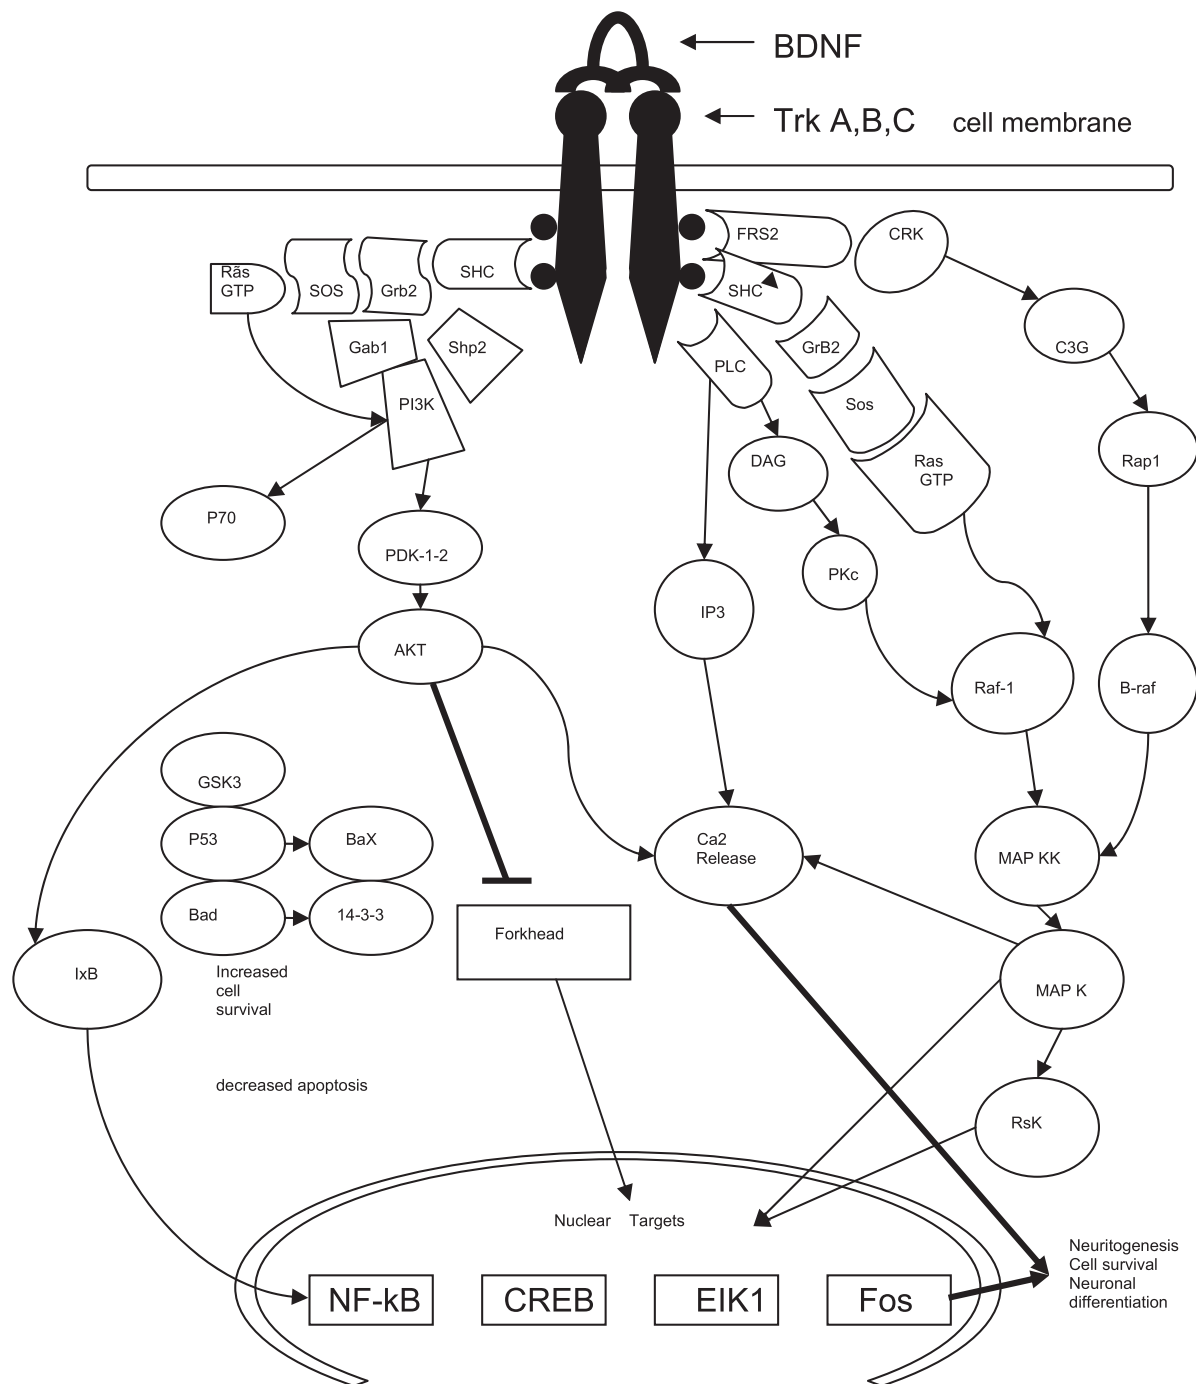 BDNF
Trk A,B,C
cell membrane
FRS2
CRK
SHC
Rãs
GTP
SOS
Grb2
SHC
Gab1
Shp2
GrB2
C3G
PLC
PI3K
Sos
DAG
Ras
GTP
Rap1
P70
PDK-1-2
PKc
IP3
AKT
Raf-1
B-raf
GSK3
P53
BaX
Ca2
Release
MAP KK
Bad
14-3-3
Forkhead
IxB
Increased
cell
survival
MAP K
decreased apoptosis
RsK
Nuclear Targets
Neuritogenesis
Cell survival
Neuronal
differentiation
NF-kB
CREB
EIK1
Fos